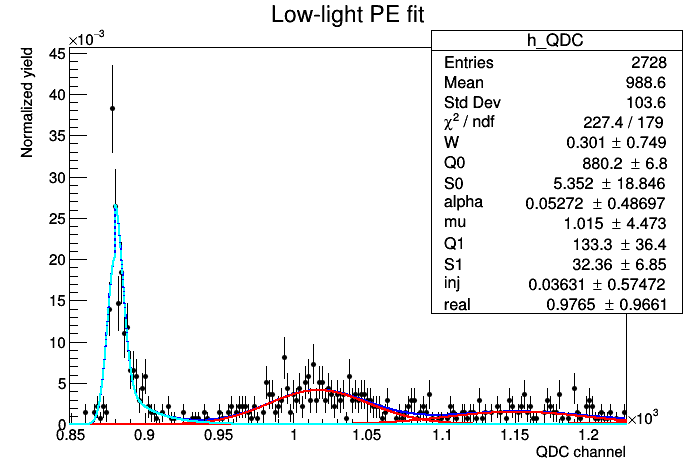 Low-light PE fit
×10⁻³
Normalized yield
45
40
35
30
25
20
15
10
5
0
h_QDC
Entries 2728
Mean 988.6
Std Dev 103.6
χ² / ndf 227.4 / 179
W 0.301 ± 0.749
Q0 880.2 ± 6.8
S0 5.352 ± 18.846
alpha 0.05272 ± 0.48697
mu 1.015 ± 4.473
Q1 133.3 ± 36.4
S1 32.36 ± 6.85
inj 0.03631 ± 0.57472
real 0.9765 ± 0.9661
0.85 0.9 0.95 1 1.05 1.1 1.15 1.2 ×10³
QDC channel